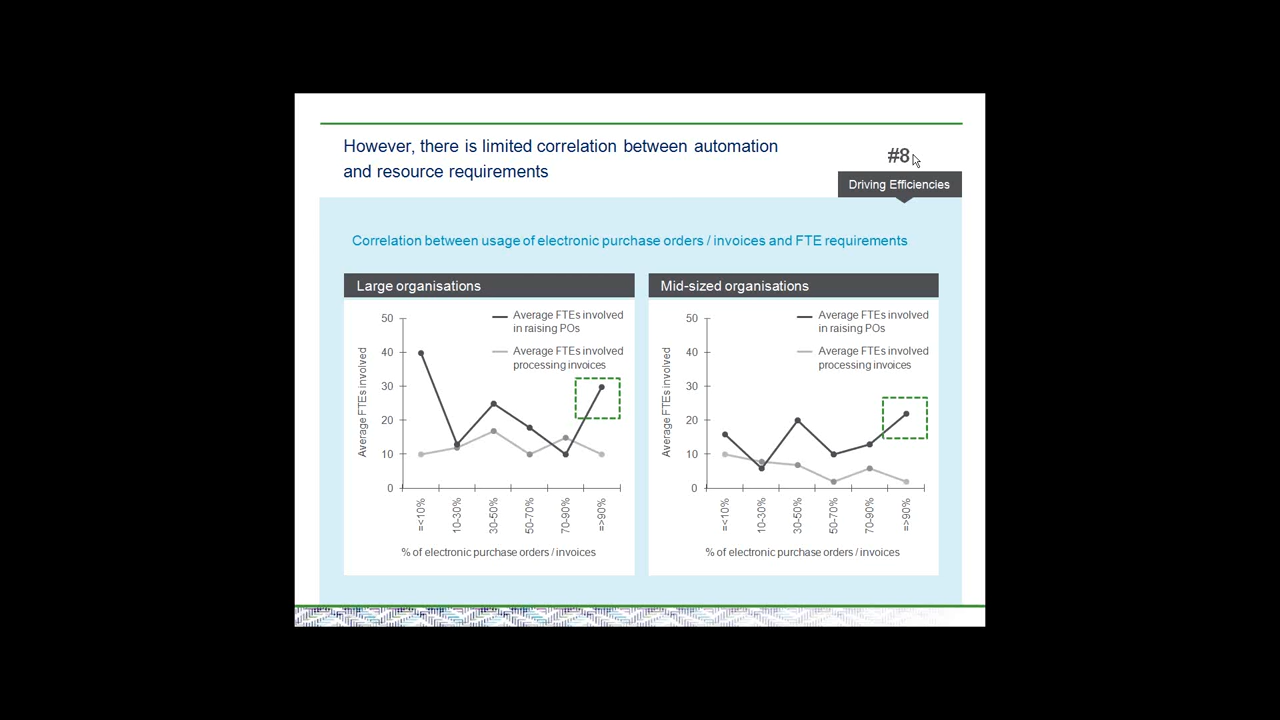 However, there is limited correlation between automation
and resource requirements
#8
Driving Efficiencies
Correlation between usage of electronic purchase orders / invoices and FTE requirements
Large organisations
Average FTEs involved
in raising POs
Average FTEs involved
processing invoices
Average FTEs involved
50
40
30
20
10
0
=<10%
10-30%
30-50%
50-70%
70-90%
=>90%
% of electronic purchase orders / invoices
Mid-sized organisations
Average FTEs involved
in raising POs
Average FTEs involved
processing invoices
Average FTEs involved
50
40
30
20
10
0
=<10%
10-30%
30-50%
50-70%
70-90%
=>90%
% of electronic purchase orders / invoices